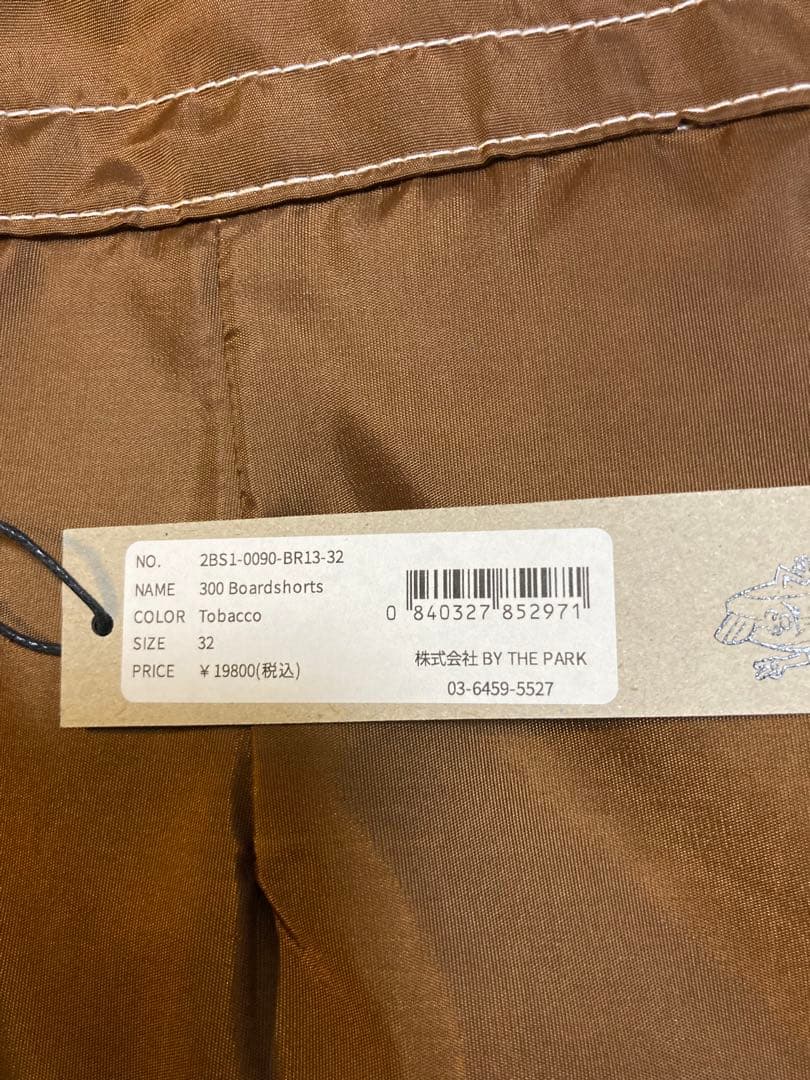 NO. 2BS1-0090-BR13-32
NAME 300 Boardshorts
COLOR Tobacco
SIZE 32
PRICE ¥19800(税込)
0 840327 852971
株式会社 BY THE PARK
03-6459-5527